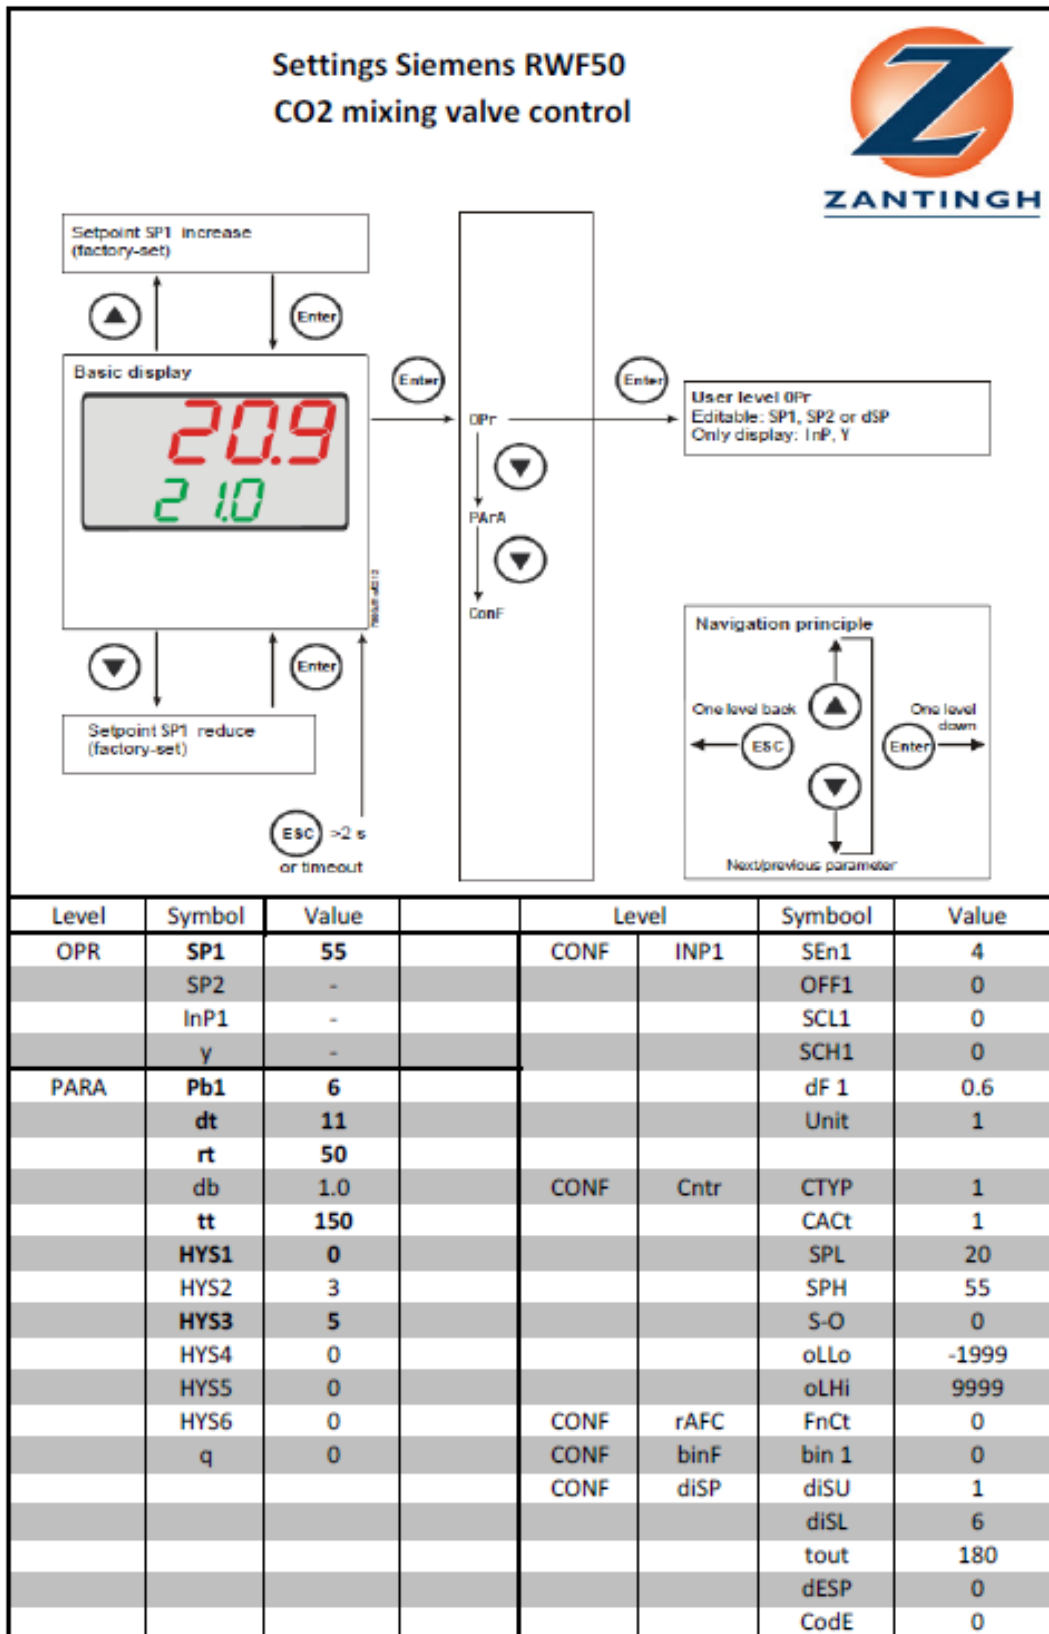 Settings Siemens RWF50
CO2 mixing valve control
Z
ZANTINGH
Setpoint SP1 increase
(factory-set)
Enter
Basic display
20.9
21.0
Enter
OPr
PArA
ConF
Enter
User level OPr
Editable: SP1, SP2 or dSP
Only display: InP, Y
Enter
Setpoint SP1 reduce
(factory-set)
ESC >2 s
or timeout
Navigation principle
One level back
One level
down
ESC
Enter
Next/previous parameter
Level Symbol Value Level Symbool Value
OPR SP1 55 CONF INP1 SEn1 4
SP2 - OFF1 0
InP1 - SCL1 0
y - SCH1 0
PARA Pb1 6 dF 1 0.6
dt 11 Unit 1
rt 50
db 1.0 CONF Cntr CTYP 1
tt 150 CACt 1
HYS1 0 SPL 20
HYS2 3 SPH 55
HYS3 5 S-O 0
HYS4 0 oLLo -1999
HYS5 0 oLHi 9999
HYS6 0 CONF rAFC FnCt 0
q 0 CONF binF bin 1 0
CONF diSP diSU 1
diSL 6
tout 180
dESP 0
CodE 0